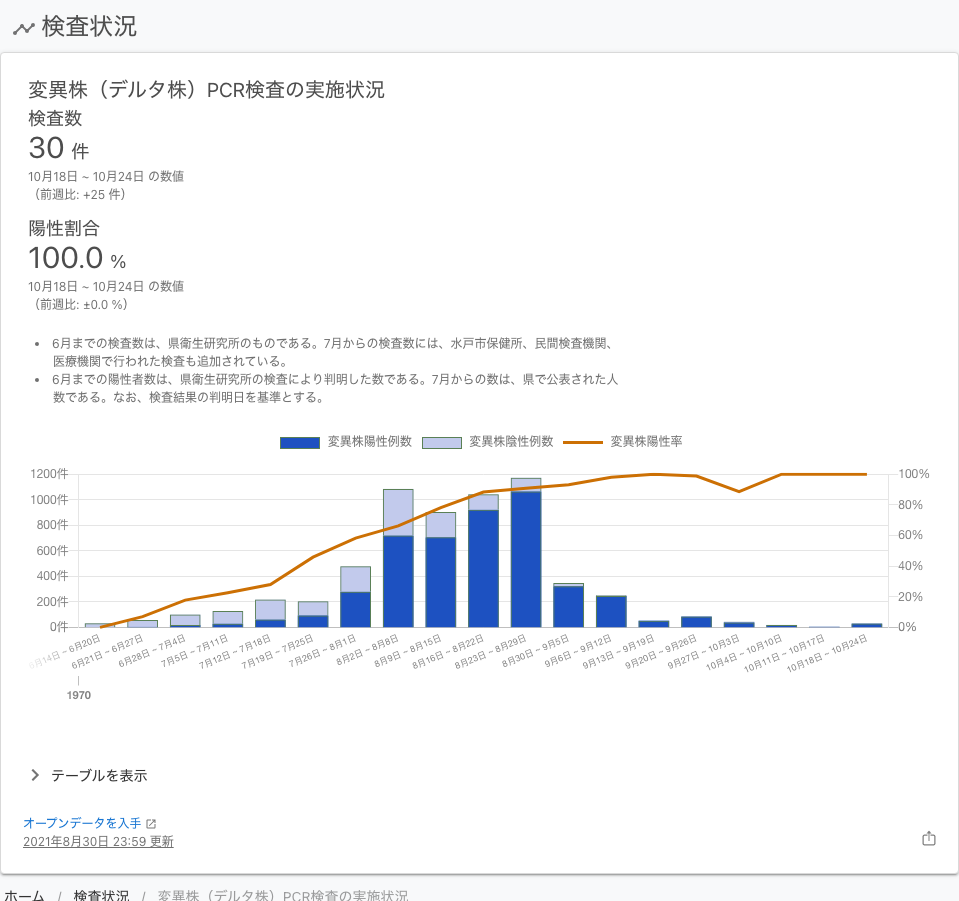 検査状況
変異株（デルタ株）PCR検査の実施状況
検査数
30 件
10月18日 ~ 10月24日 の数値
（前週比: +25 件）
陽性割合
100.0 %
10月18日 ~ 10月24日 の数値
（前週比: ±0.0 %）
• 6月までの検査数は、県衛生研究所のものである。7月からの検査数には、水戸市保健所、民間検査機関、
医療機関で行われた検査も追加されている。
• 6月までの陽性者数は、県衛生研究所の検査により判明した数である。7月からの数は、県で公表された人
数である。なお、検査結果の判明日を基準とする。
変異株陽性例数 変異株陰性例数 変異株陽性率
1200件 100%
1000件 80%
800件
600件 60%
400件 40%
200件 20%
0件 0%
6月14日 ~ 6月20日
6月21日 ~ 6月27日
6月28日 ~ 7月4日
7月5日 ~ 7月11日
7月12日 ~ 7月18日
7月19日 ~ 7月25日
7月26日 ~ 8月1日
8月2日 ~ 8月8日
8月9日 ~ 8月15日
8月16日 ~ 8月22日
8月23日 ~ 8月29日
8月30日 ~ 9月5日
9月6日 ~ 9月12日
9月13日 ~ 9月19日
9月20日 ~ 9月26日
9月27日 ~ 10月3日
10月4日 ~ 10月10日
10月11日 ~ 10月17日
10月18日 ~ 10月24日
1970
テーブルを表示
オープンデータを入手
2021年8月30日 23:59 更新
ホーム / 検査状況 / 変異株（デルタ株）PCR検査の実施状況